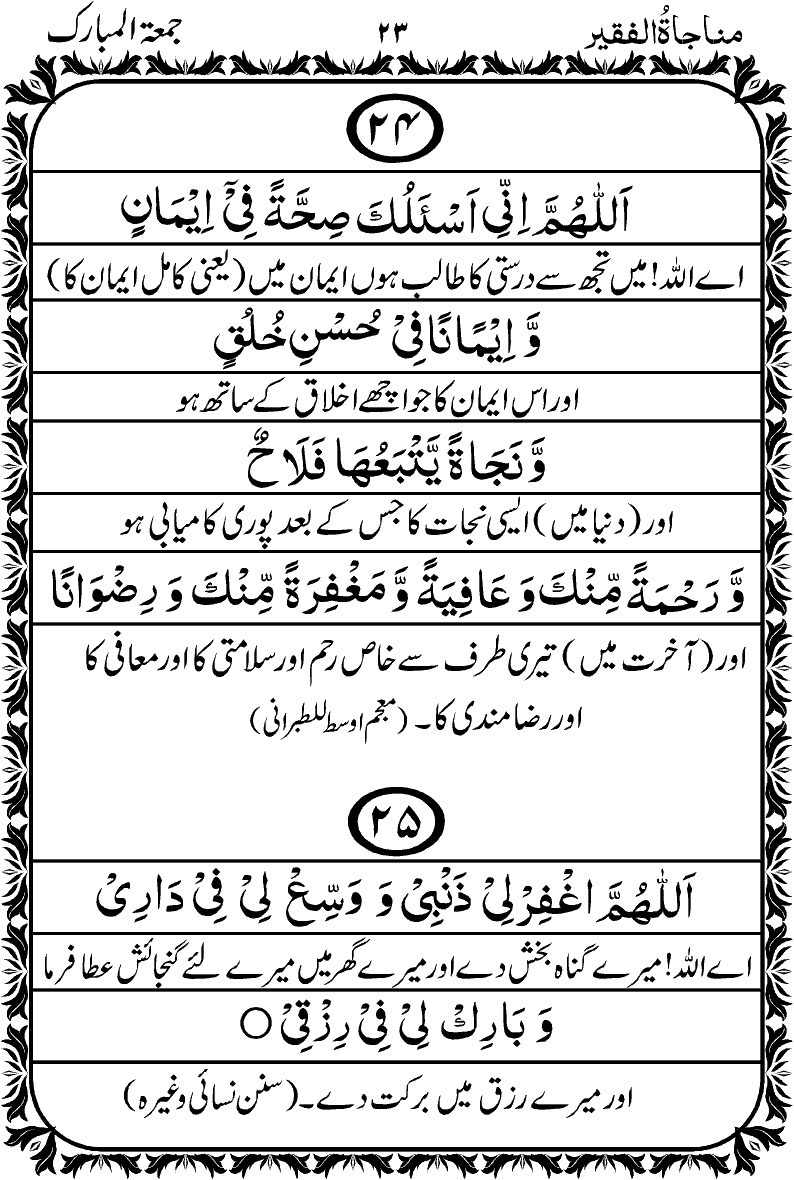 مناجاۃ الفقیر ۲۳ جمعۃ المبارک
۲۴
اَللّٰهُمَّ اِنِّیْ اَسْئَلُكَ صِحَّةً فِیْٓ اِیْمَانٍ
اے اللہ! میں تجھ سے درستی کا طالب ہوں ایمان میں (یعنی کامل ایمان کا)
وَّ اِیْمَانًا فِیْ حُسْنِ خُلُقٍ
اور اس ایمان کا جو اچھے اخلاق کے ساتھ ہو
وَّ نَجَاةً یَّتْبَعُهَا فَلَاحٌ
اور (دنیا میں) ایسی نجات کا جس کے بعد پوری کامیابی ہو
وَّ رَحْمَةً مِّنْكَ وَ عَافِیَةً وَّ مَغْفِرَةً مِّنْكَ وَ رِضْوَانًا
اور (آخرت میں) تیری طرف سے خاص رحم اور سلامتی کا اور معافی کا
اور رضامندی کا۔ (معجم اوسط للطبرانی)
۲۵
اَللّٰهُمَّ اغْفِرْ لِیْ ذَنْبِیْ وَ وَسِّعْ لِیْ فِیْ دَارِیْ
اے اللہ! میرے گناہ بخش دے اور میرے گھر میں میرے لئے گنجائش عطا فرما
وَ بَارِكْ لِیْ فِیْ رِزْقِیْ ○
اور میرے رزق میں برکت دے۔ (سنن نسائی وغیرہ)